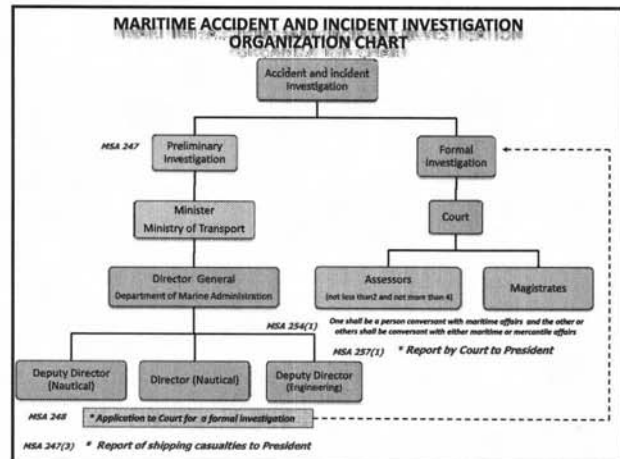 MARITIME ACCIDENT AND INCIDENT INVESTIGATION
ORGANIZATION CHART
Accident and incident
Investigation
MSA 247
Preliminary
Investigation
Formal
investigation
Minister
Ministry of Transport
Court
Director General
Department of Marine Administration
Assessors
(not less than2 and not more than 4)
Magistrates
MSA 254(1)
One shall be a person conversant with maritime affairs and the other or
others shall be conversant with either maritime or mercantile affairs
MSA 257(1)
* Report by Court to President
Deputy Director
(Nautical)
Director (Nautical)
Deputy Director
(Engineering)
MSA 248
* Application to Court for a formal investigation
MSA 247(3)
* Report of shipping casualties to President